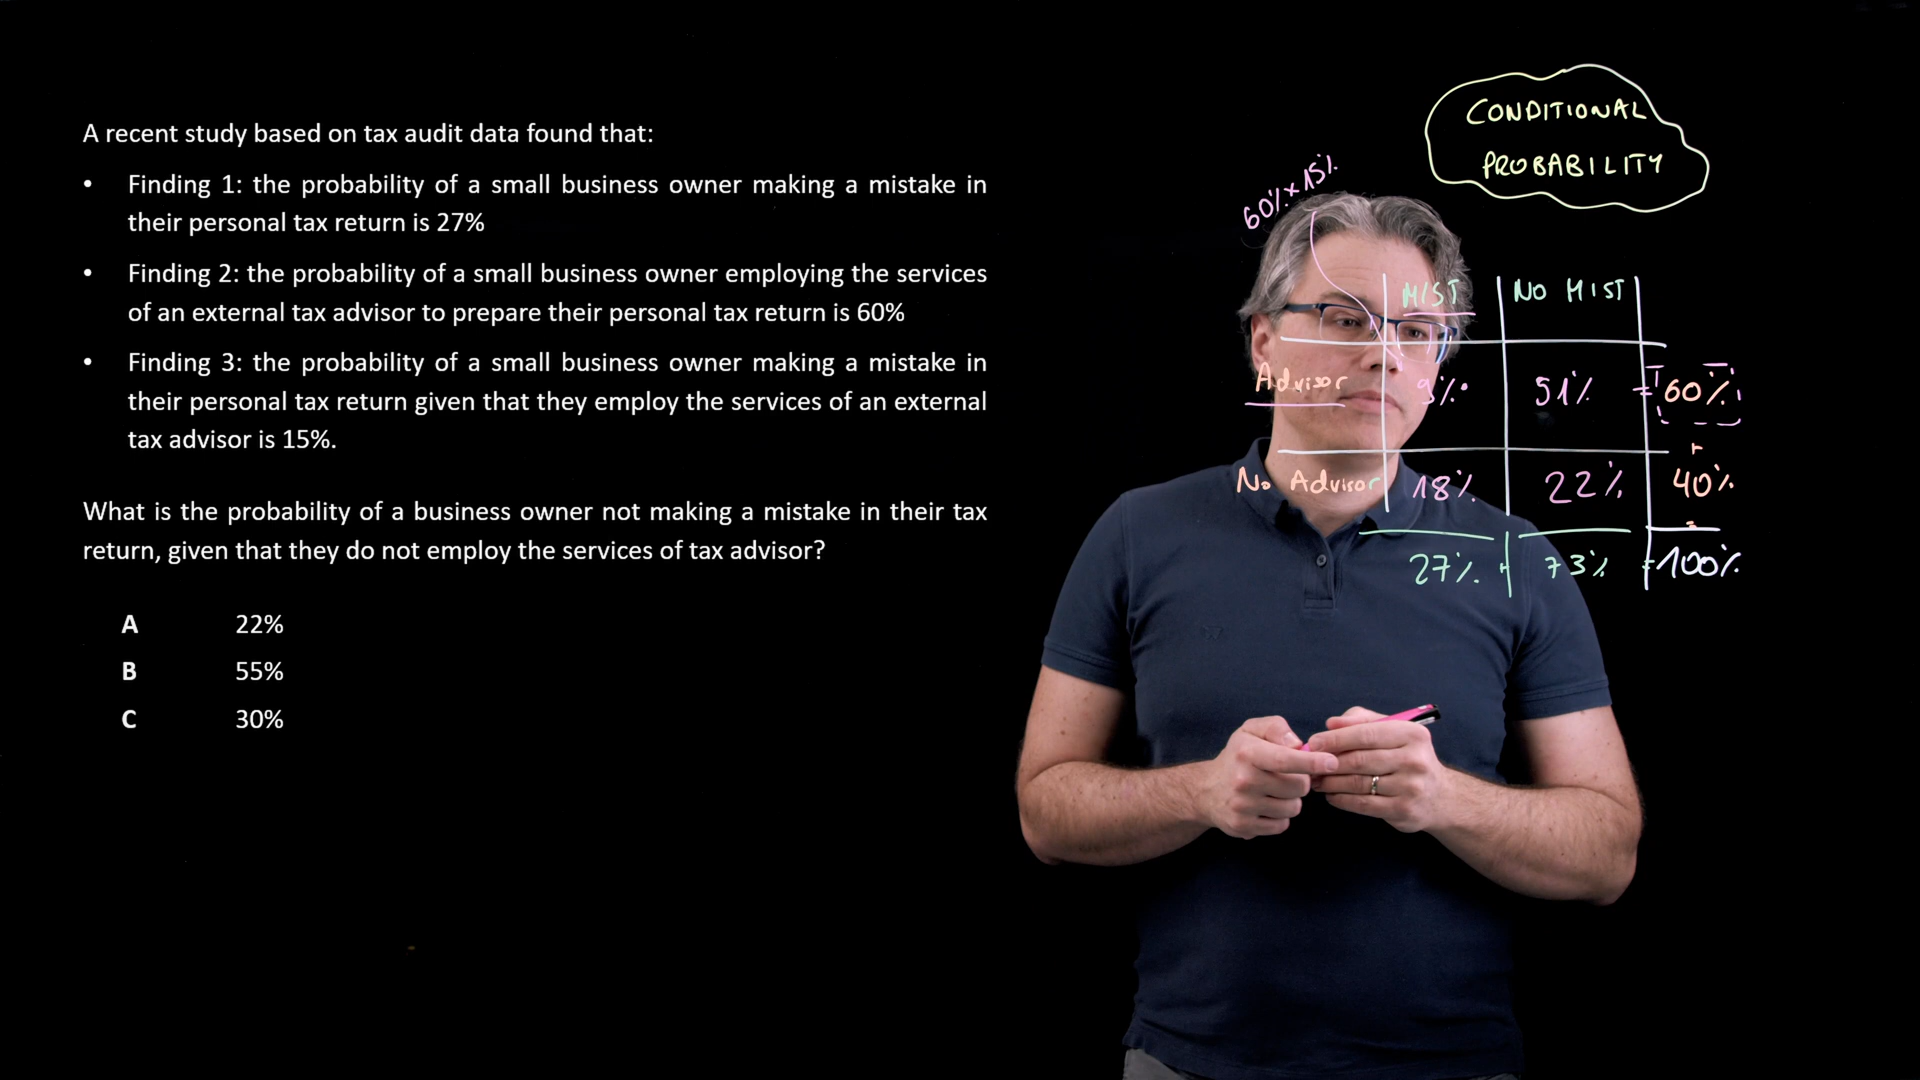 A recent study based on tax audit data found that:
• Finding 1: the probability of a small business owner making a mistake in
their personal tax return is 27%
• Finding 2: the probability of a small business owner employing the services
of an external tax advisor to prepare their personal tax return is 60%
• Finding 3: the probability of a small business owner making a mistake in
their personal tax return given that they employ the services of an external
tax advisor is 15%.
What is the probability of a business owner not making a mistake in their tax
return, given that they do not employ the services of tax advisor?
A 22%
B 55%
C 30%
CONDITIONAL
PROBABILITY
60% x 15%
MIST NO MIST
Advisor 9% 51% = 60%
+
No Advisor 18% 22% 40%
=
27% + 73% = 100%